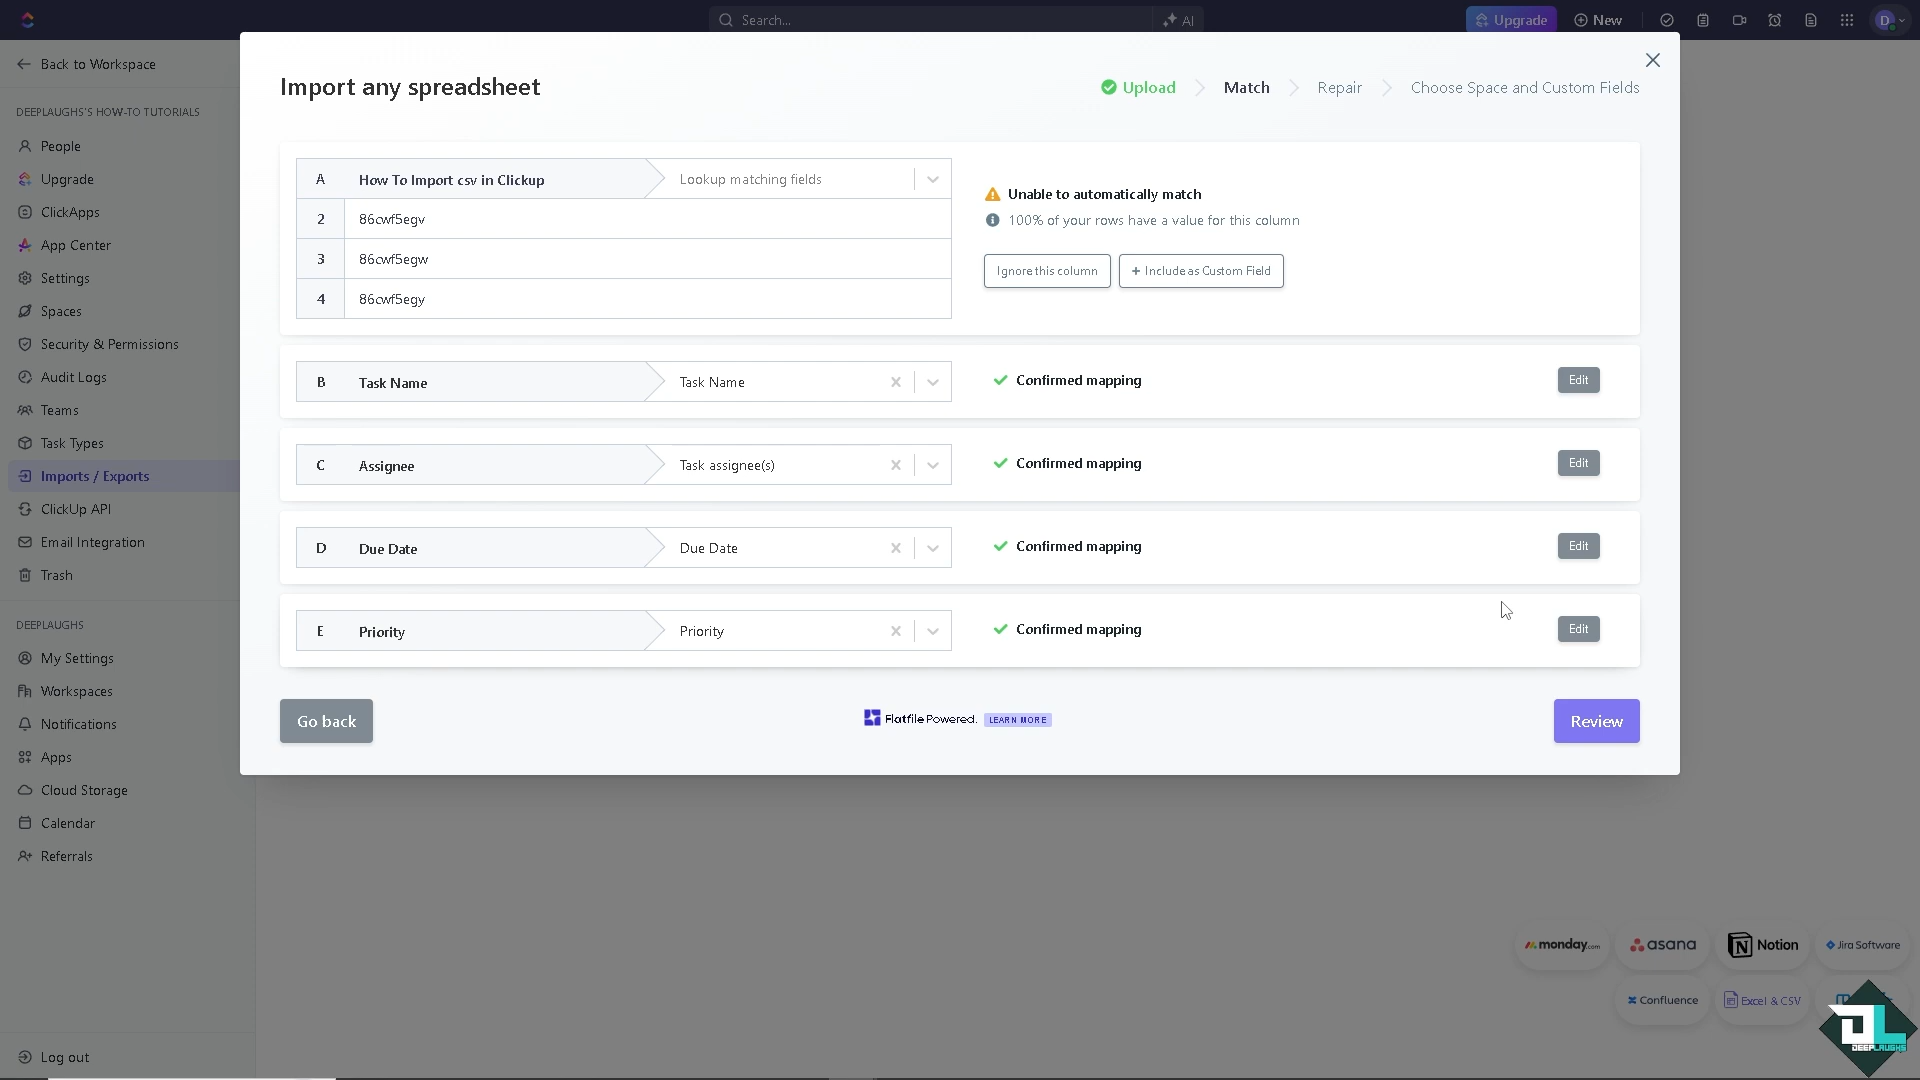 Search...
AI
Upgrade
New
D
Back to Workspace
DEEPLAUGHS'S HOW-TO TUTORIALS
People
Upgrade
ClickApps
App Center
Settings
Spaces
Security & Permissions
Audit Logs
Teams
Task Types
Imports / Exports
ClickUp API
Email Integration
Trash
DEEPLAUGHS
My Settings
Workspaces
Notifications
Apps
Cloud Storage
Calendar
Referrals
Log out
Import any spreadsheet
Upload
Match
Repair
Choose Space and Custom Fields
A How To Import csv in Clickup Lookup matching fields
2 86cwf5egv
3 86cwf5egw
4 86cwf5egy
Unable to automatically match
100% of your rows have a value for this column
Ignore this column
+ Include as Custom Field
B Task Name Task Name
Confirmed mapping
Edit
C Assignee Task assignee(s)
Confirmed mapping
Edit
D Due Date Due Date
Confirmed mapping
Edit
E Priority Priority
Confirmed mapping
Edit
Go back
Flatfile Powered. LEARN MORE
Review
monday.com
asana
Notion
Jira Software
Confluence
Excel & CSV
DL
DEEPLAUGHS